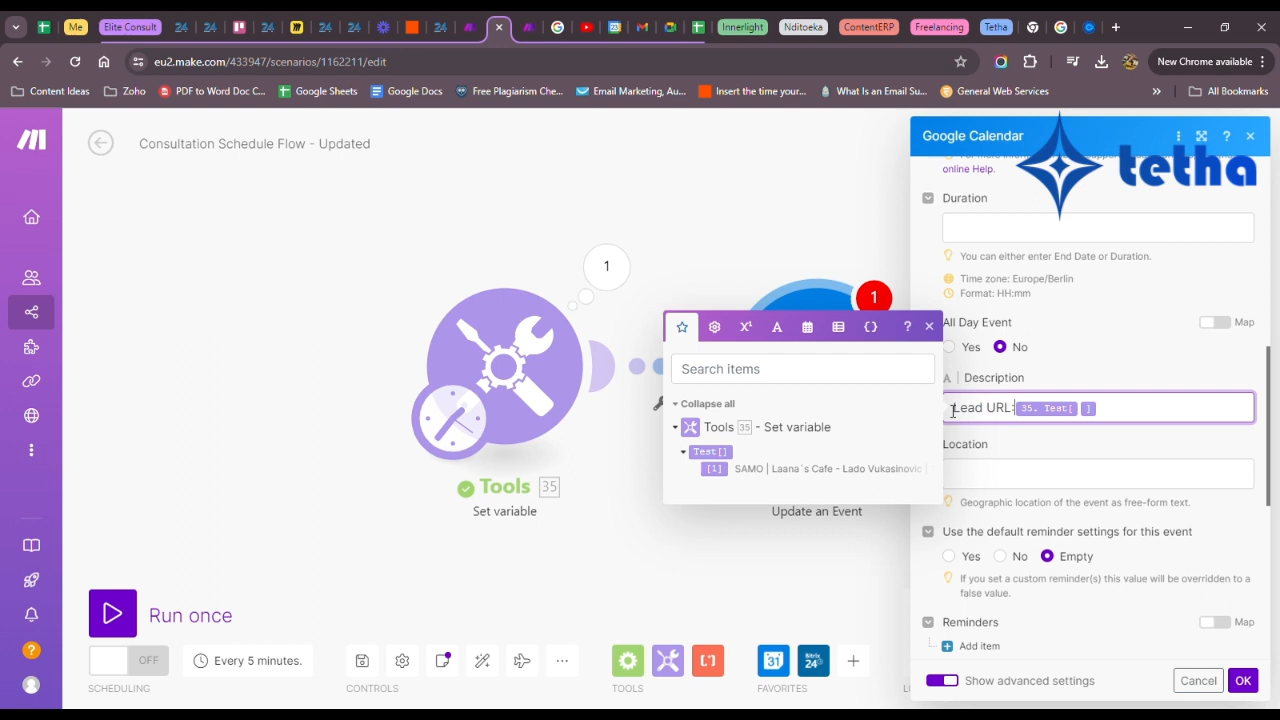 Me
Elite Consult
24
24
24
24
24
24
Innerlight
Nditoeka
ContentERP
Freelancing
Tetha
eu2.make.com/433947/scenarios/1162211/edit
New Chrome available
Content Ideas
Zoho
PDF to Word Doc C...
Google Sheets
Google Docs
Free Plagiarism Che...
Email Marketing, Au...
Insert the time your...
What Is an Email Su...
General Web Services
»
All Bookmarks
Consultation Schedule Flow - Updated
Google Calendar
tetha
online Help.
Duration
You can either enter End Date or Duration.
Time zone: Europe/Berlin
Format: HH:mm
All Day Event
Map
Yes
No
A | Description
Lead URL: 35. Test[ ]
Location
Geographic location of the event as free-form text.
Use the default reminder settings for this event
Yes
No
Empty
If you set a custom reminder(s) this value will be overridden to a
false value.
Reminders
Map
Add item
Show advanced settings
Cancel
OK
1
1
Search items
Collapse all
Tools 35 - Set variable
Test[]
[1] SAMO | Laana`s Cafe - Lado Vukasinovic |
Tools 35
Set variable
Update an Event
Run once
OFF
Every 5 minutes.
31
Bitrix
24
SCHEDULING
CONTROLS
TOOLS
FAVORITES